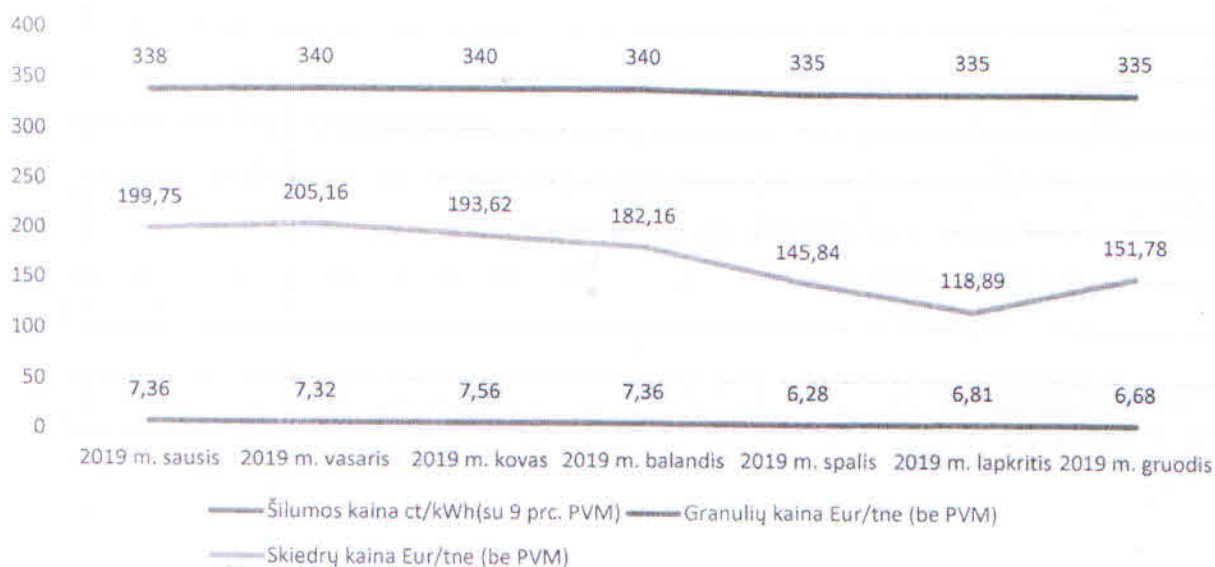 400
338 340 340 340 335 335 335
350
300
250
199,75 205,16 193,62 182,16 145,84 118,89 151,78
200
150
100
50
7,36 7,32 7,56 7,36 6,28 6,81 6,68
0
2019 m. sausis 2019 m. vasaris 2019 m. kovas 2019 m. balandis 2019 m. spalis 2019 m. lapkritis 2019 m. gruodis
Šilumos kaina ct/kWh(su 9 prc. PVM) Granulių kaina Eur/tne (be PVM)
Skiedrų kaina Eur/tne (be PVM)